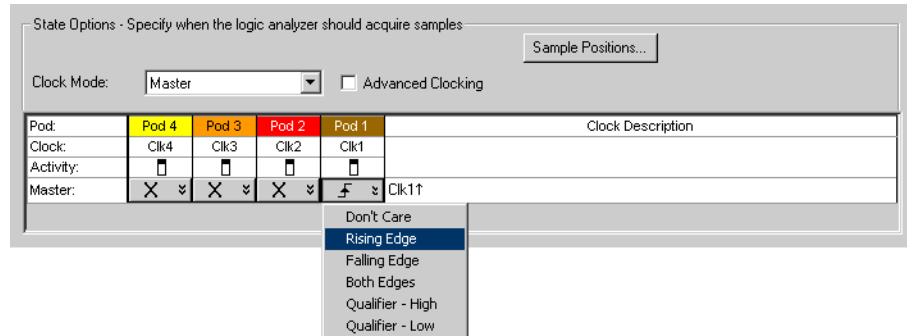 State Options - Specify when the logic analyzer should acquire samples
Sample Positions...
Clock Mode: Master Advanced Clocking
Pod: Pod 4 Pod 3 Pod 2 Pod 1 Clock Description
Clock: Clk4 Clk3 Clk2 Clk1
Activity:
Master: X X X Clk1↑
Don't Care
Rising Edge
Falling Edge
Both Edges
Qualifier - High
Qualifier - Low